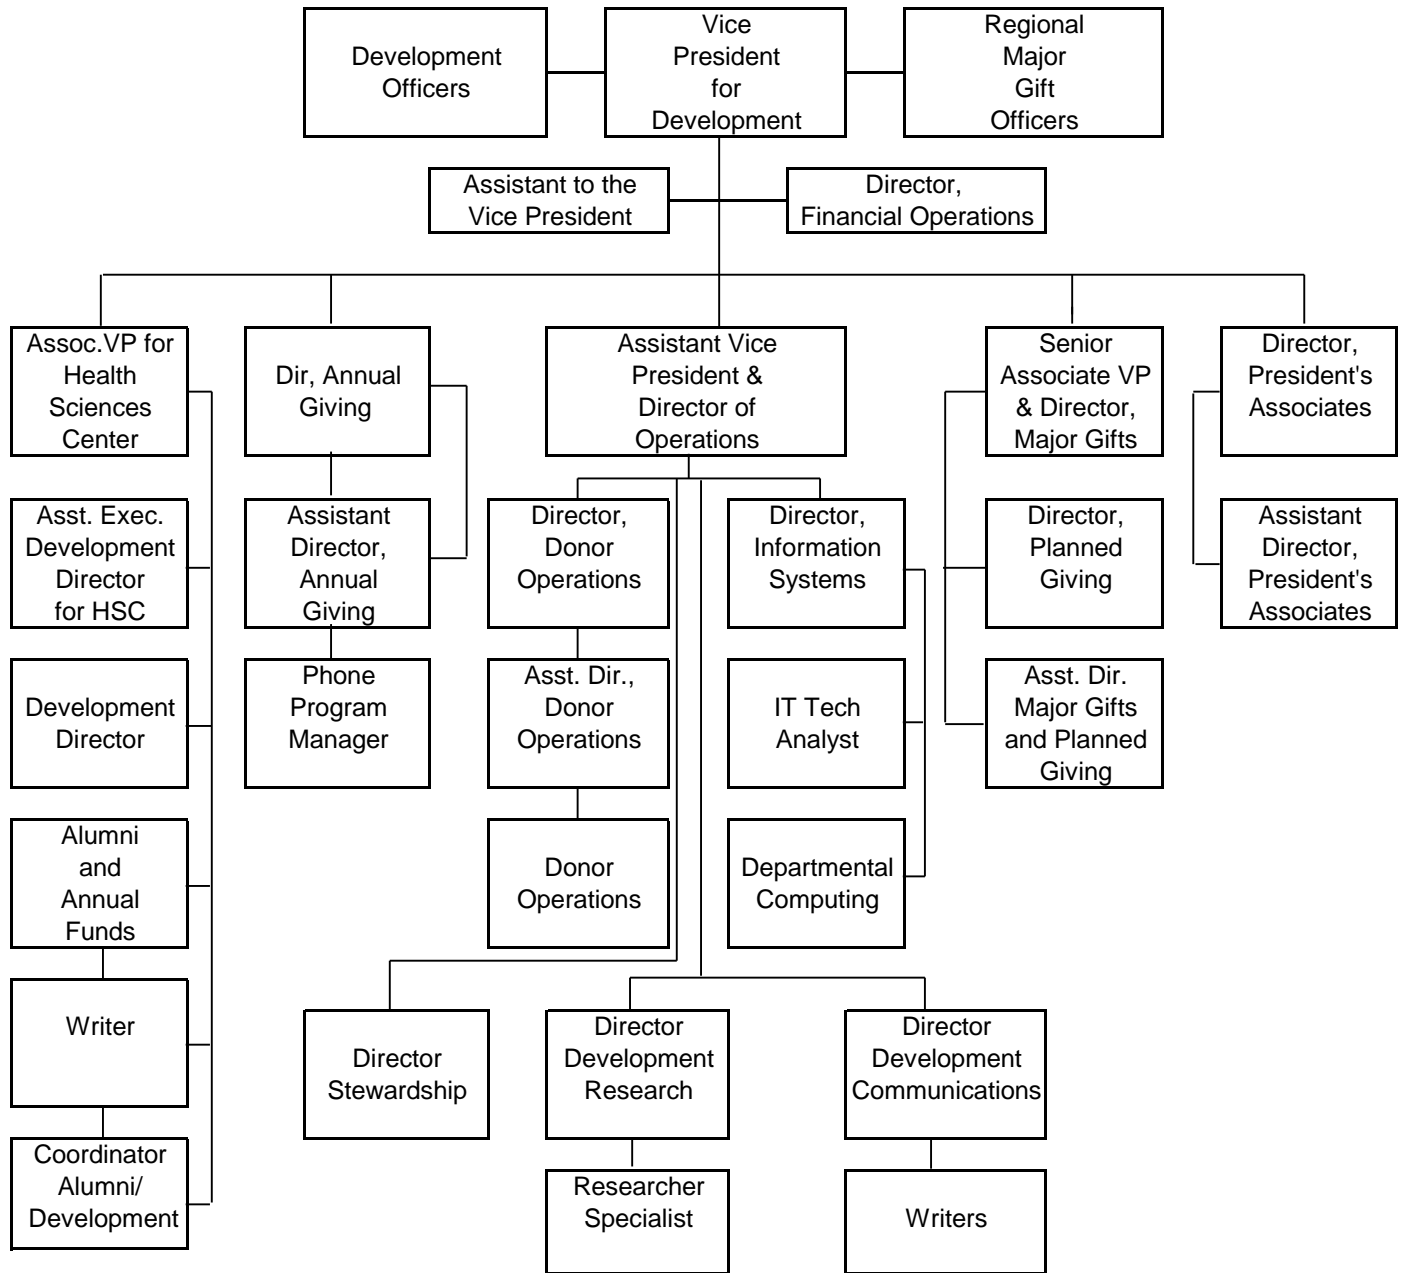 Development
Officers
Vice
President
for
Development
Regional
Major
Gift
Officers
Assistant to the
Vice President
Director,
Financial Operations
Assoc.VP for
Health
Sciences
Center
Dir, Annual
Giving
Assistant Vice
President &
Director of
Operations
Senior
Associate VP
& Director,
Major Gifts
Director,
President's
Associates
Asst. Exec.
Development
Director
for HSC
Assistant
Director,
Annual
Giving
Director,
Donor
Operations
Director,
Information
Systems
Director,
Planned
Giving
Assistant
Director,
President's
Associates
Development
Director
Phone
Program
Manager
Asst. Dir.,
Donor
Operations
IT Tech
Analyst
Asst. Dir.
Major Gifts
and Planned
Giving
Alumni
and
Annual
Funds
Donor
Operations
Departmental
Computing
Writer
Director
Stewardship
Director
Development
Research
Director
Development
Communications
Coordinator
Alumni/
Development
Researcher
Specialist
Writers